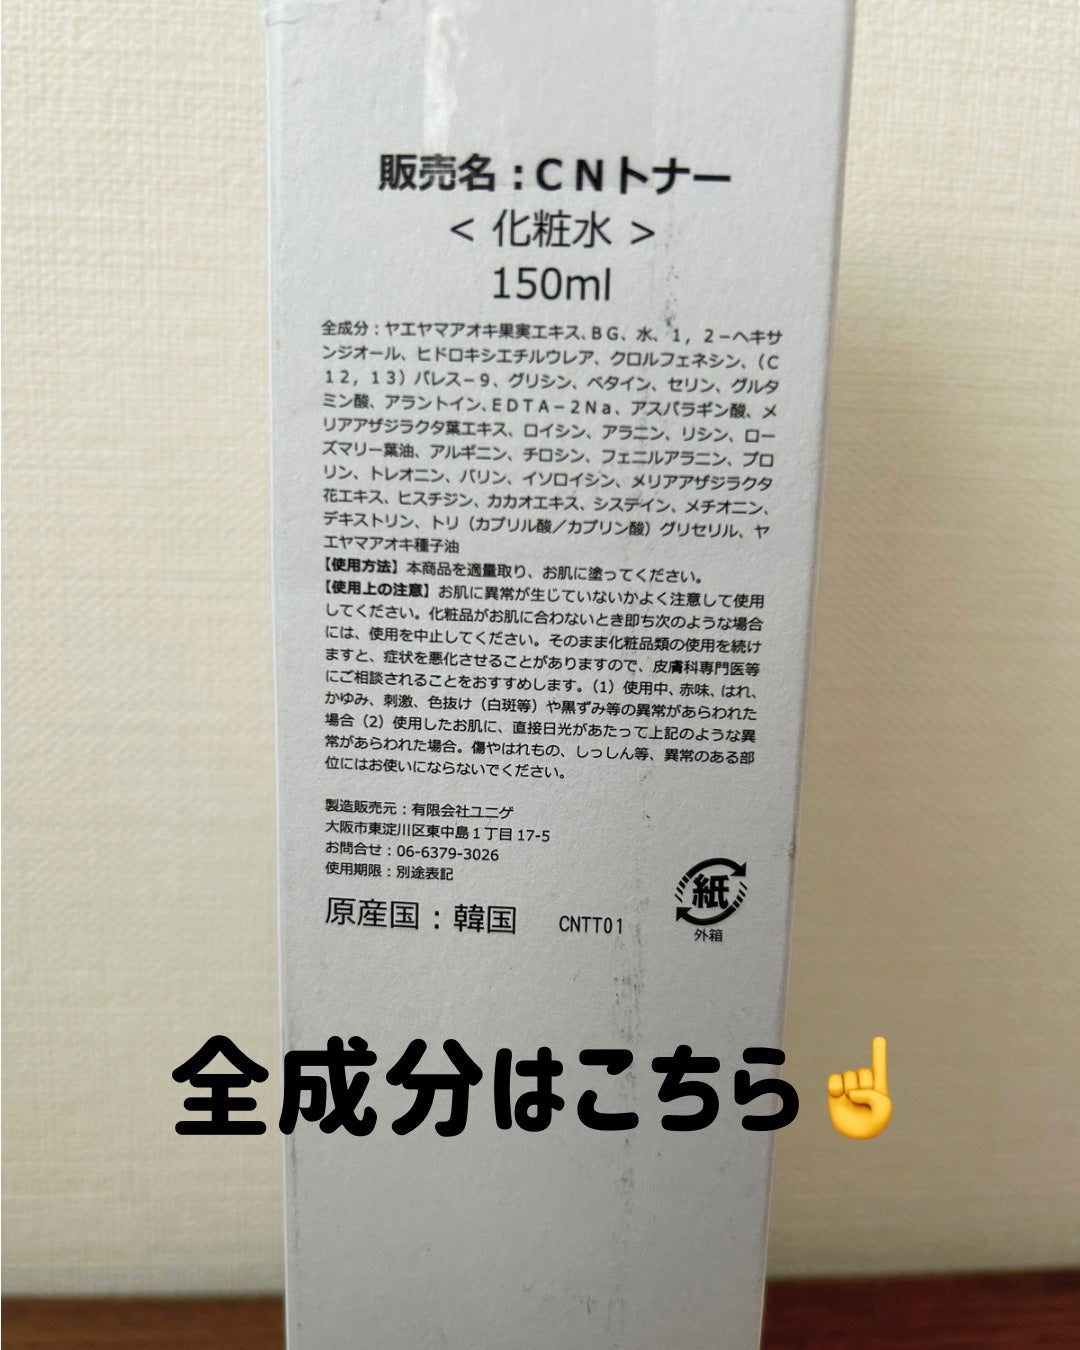 販売名：ＣＮトナー
＜ 化粧水 ＞
150ml
全成分：ヤエヤマアオキ果実エキス、ＢＧ、水、１，２－ヘキサ
ンジオール、ヒドロキシエチルウレア、クロルフェネシン、（Ｃ
１２，１３）パレス－９、グリシン、ベタイン、セリン、グルタ
ミン酸、アラントイン、ＥＤＴＡ－２Ｎａ、アスパラギン酸、メ
リアアザジラクタ葉エキス、ロイシン、アラニン、リシン、ロー
ズマリー葉油、アルギニン、チロシン、フェニルアラニン、プロ
リン、トレオニン、バリン、イソロイシン、メリアアザジラクタ
花エキス、ヒスチジン、カカオエキス、システイン、メチオニン、
デキストリン、トリ（カプリル酸／カプリン酸）グリセリル、ヤ
エヤマアオキ種子油
【使用方法】本商品を適量取り、お肌に塗ってください。
【使用上の注意】お肌に異常が生じていないかよく注意して使用
してください。化粧品がお肌に合わないとき即ち次のような場合
には、使用を中止してください。そのまま化粧品類の使用を続け
ますと、症状を悪化させることがありますので、皮膚科専門医等
にご相談されることをおすすめします。（1）使用中、赤味、はれ、
かゆみ、刺激、色抜け（白斑等）や黒ずみ等の異常があらわれた
場合（2）使用したお肌に、直接日光があたって上記のような異
常があらわれた場合。傷やはれもの、しっしん等、異常のある部
位にはお使いにならないでください。
製造販売元：有限会社ユニゲ
大阪市東淀川区東中島１丁目 17-5
お問合せ：06-6379-3026
使用期限：別途表記
原産国：韓国 CNTT01
紙
外箱
全成分はこちら☝